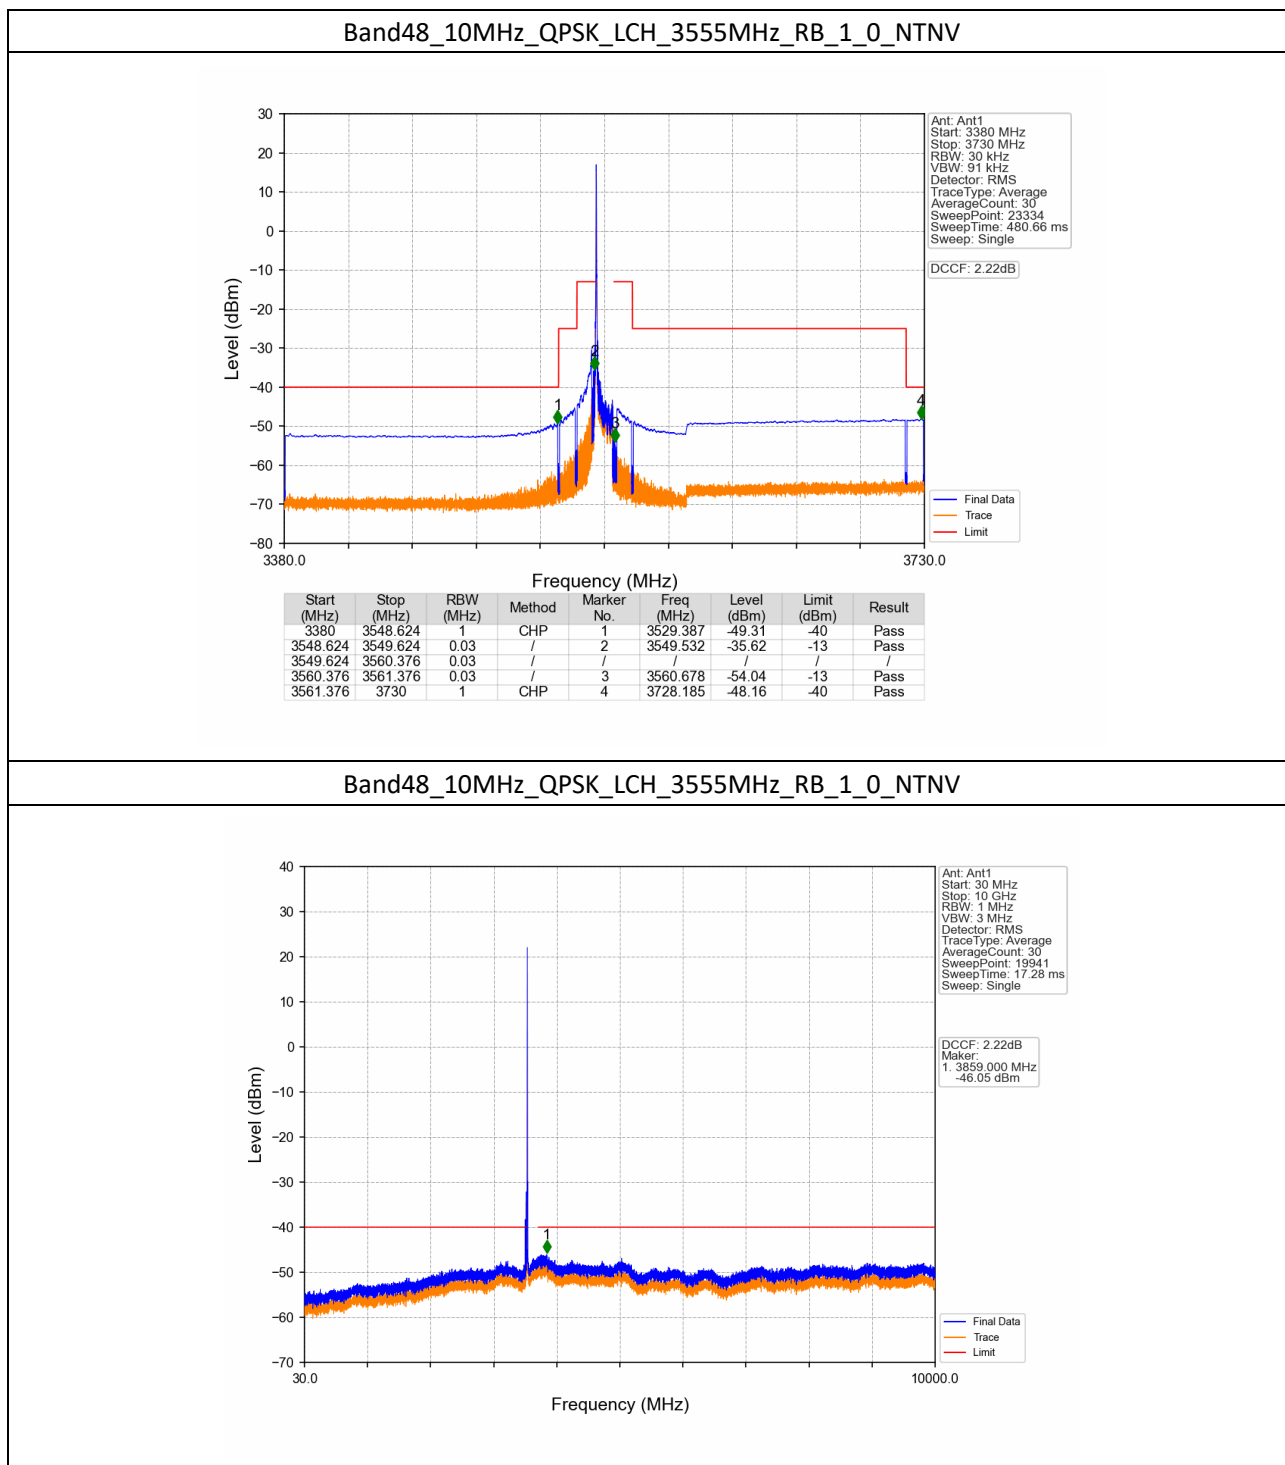 Band48_10MHz_QPSK_LCH_3555MHz_RB_1_0_NTNV
30
20
10
0
−10
−20
−30
−40
−50
−60
−70
−80
Level (dBm)
3380.0
3730.0
Frequency (MHz)
1
2
3
4
Ant: Ant1
Start: 3380 MHz
Stop: 3730 MHz
RBW: 30 kHz
VBW: 91 kHz
Detector: RMS
TraceType: Average
AverageCount: 30
SweepPoint: 23334
SweepTime: 480.66 ms
Sweep: Single
DCCF: 2.22dB
Final Data
Trace
Limit
Start (MHz) Stop (MHz) RBW (MHz) Method Marker No. Freq (MHz) Level (dBm) Limit (dBm) Result
3380 3548.624 1 CHP 1 3529.387 -49.31 -40 Pass
3548.624 3549.624 0.03 / 2 3549.532 -35.62 -13 Pass
3549.624 3560.376 0.03 / / / / / /
3560.376 3561.376 0.03 / 3 3560.678 -54.04 -13 Pass
3561.376 3730 1 CHP 4 3728.185 -48.16 -40 Pass
Band48_10MHz_QPSK_LCH_3555MHz_RB_1_0_NTNV
40
30
20
10
0
−10
−20
−30
−40
−50
−60
−70
Level (dBm)
30.0
10000.0
Frequency (MHz)
1
Ant: Ant1
Start: 30 MHz
Stop: 10 GHz
RBW: 1 MHz
VBW: 3 MHz
Detector: RMS
TraceType: Average
AverageCount: 30
SweepPoint: 19941
SweepTime: 17.28 ms
Sweep: Single
DCCF: 2.22dB
Maker:
1. 3859.000 MHz
-46.05 dBm
Final Data
Trace
Limit